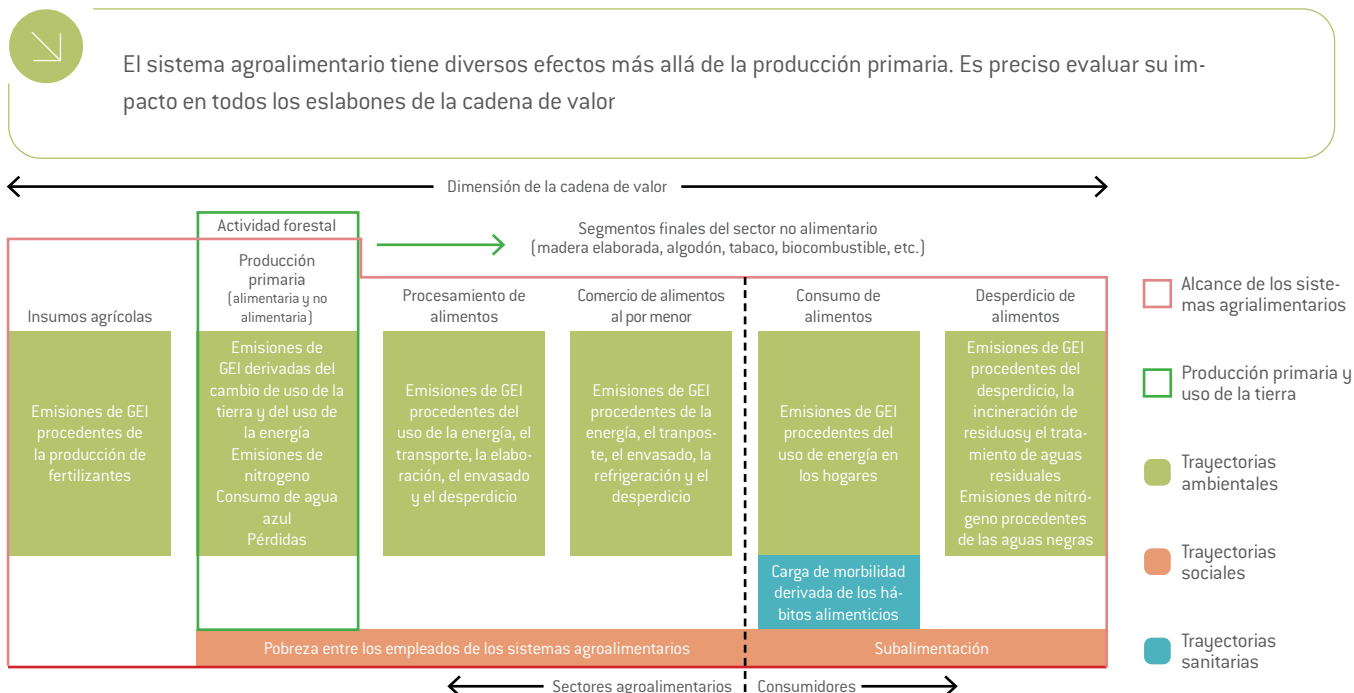 El sistema agroalimentario tiene diversos efectos más allá de la producción primaria. Es preciso evaluar su im-
pacto en todos los eslabones de la cadena de valor
Dimensión de la cadena de valor
Actividad forestal
Segmentos finales del sector no alimentario
(madera elaborada, algodón, tabaco, biocombustible, etc.)
Insumos agrícolas
Producción
primaria
(alimentaria y no
alimentaria)
Procesamiento de
alimentos
Comercio de alimentos
al por menor
Consumo de
alimentos
Desperdicio de
alimentos
Emisiones de GEI
procedentes de
la producción de
fertilizantes
Emisiones de
GEI derivadas del
cambio de uso de la
tierra y del uso de
la energía
Emisiones de
nitrogeno
Consumo de agua
azul
Pérdidas
Emisiones de GEI
procedentes del
uso de la energía, el
transporte, la elabo-
ración, el envasado
y el desperdicio
Emisiones de GEI
procedentes de la
energía, el tranpos-
te, el envasado, la
refrigeración y el
desperdicio
Emisiones de GEI
procedentes del
uso de energía en
los hogares
Emisiones de GEI
procedentes del
desperdicio, la
incineración de
residuosy el trata-
miento de aguas
residuales
Emisiones de nitró-
geno procedentes
de las aguas negras
Carga de morbilidad
derivada de los há-
bitos alimenticios
Pobreza entre los empleados de los sistemas agroalimentarios
Subalimentación
Sectores agroalimentarios
Consumidores
Alcance de los siste-
mas agrialimentarios
Producción primaria y
uso de la tierra
Trayectorias
ambientales
Trayectorias
sociales
Trayectorias
sanitarias